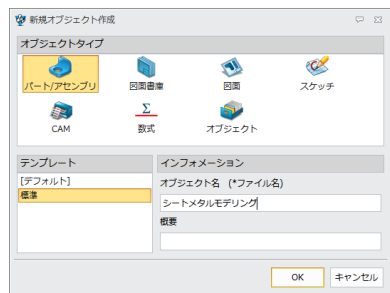 新規オブジェクト作成
オブジェクトタイプ
パート/アセンブリ 図面書庫 図面 スケッチ
CAM 数式 オブジェクト
テンプレート
[デフォルト]
標準
インフォメーション
オブジェクト名 (*ファイル名)
シートメタルモデリング
概要
OK キャンセル